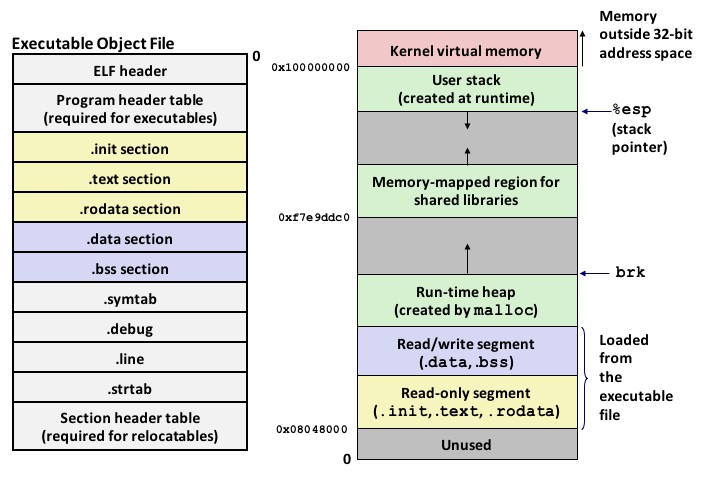 Executable Object File
0
ELF header
Program header table
(required for executables)
.init section
.text section
.rodata section
.data section
.bss section
.symtab
.debug
.line
.strtab
Section header table
(required for relocatables)
Memory
outside 32-bit
address space
Kernel virtual memory
0x100000000
User stack
(created at runtime)
%esp
(stack
pointer)
Memory-mapped region for
shared libraries
0xf7e9ddc0
brk
Run-time heap
(created by malloc)
Read/write segment
(.data, .bss)
Loaded
from
the
executable
file
Read-only segment
(.init, .text, .rodata)
0x08048000
Unused
0